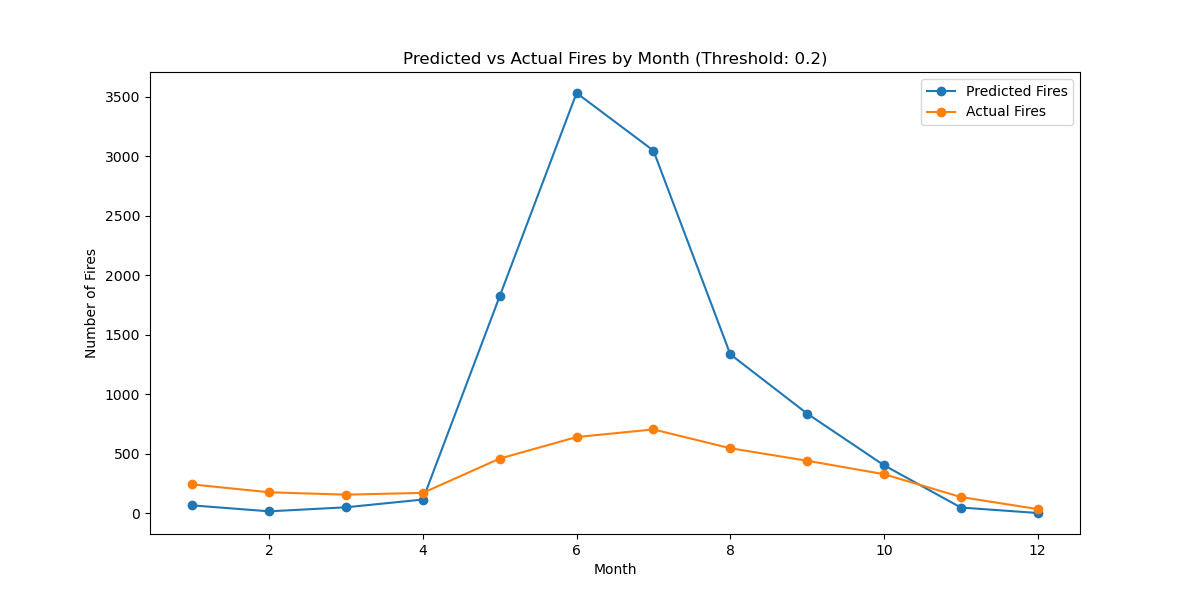 Predicted vs Actual Fires by Month (Threshold: 0.2)
Predicted Fires
Actual Fires
Number of Fires
3500
3000
2500
2000
1500
1000
500
0
2 4 6 8 10 12
Month